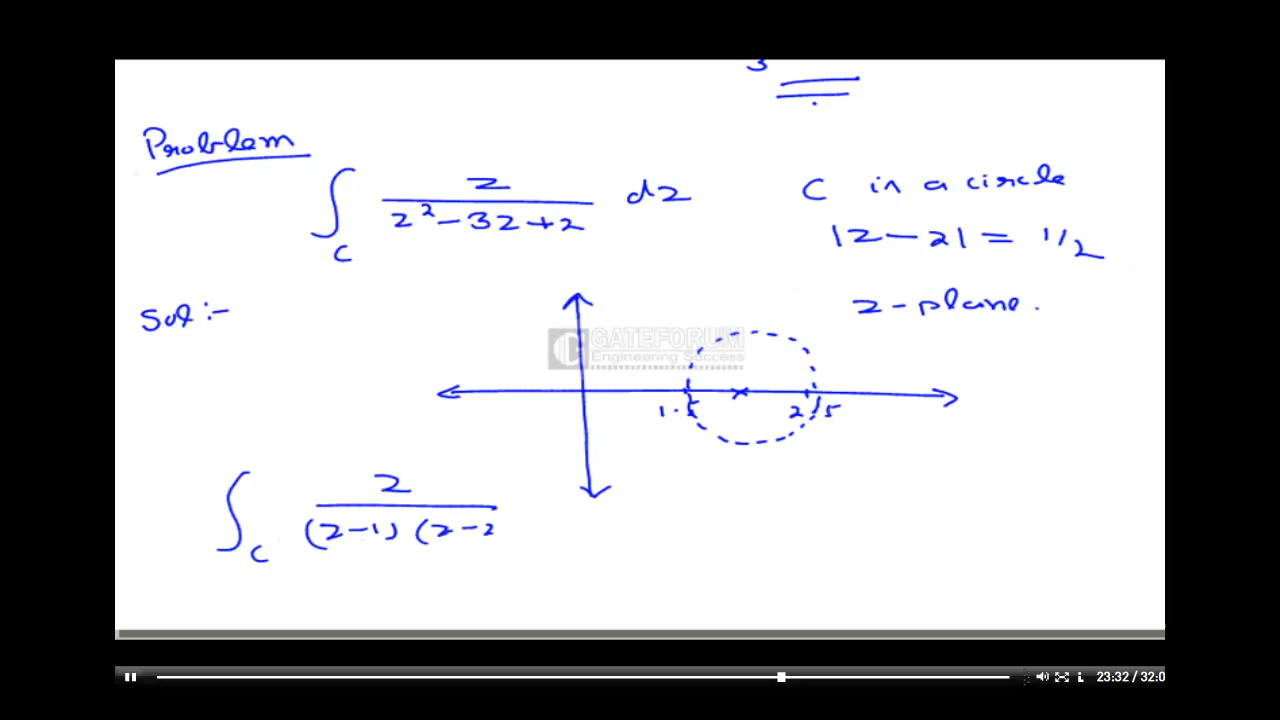 3
Problem
∫_C z / (z² - 3z + 2) dz
C in a circle
|z - 2| = 1/2
Sol :-
z - plane.
GATEFORUM
Engineering Success
1.5 2.5
∫_C z / (z-1) (z-2
23:32 / 32:0